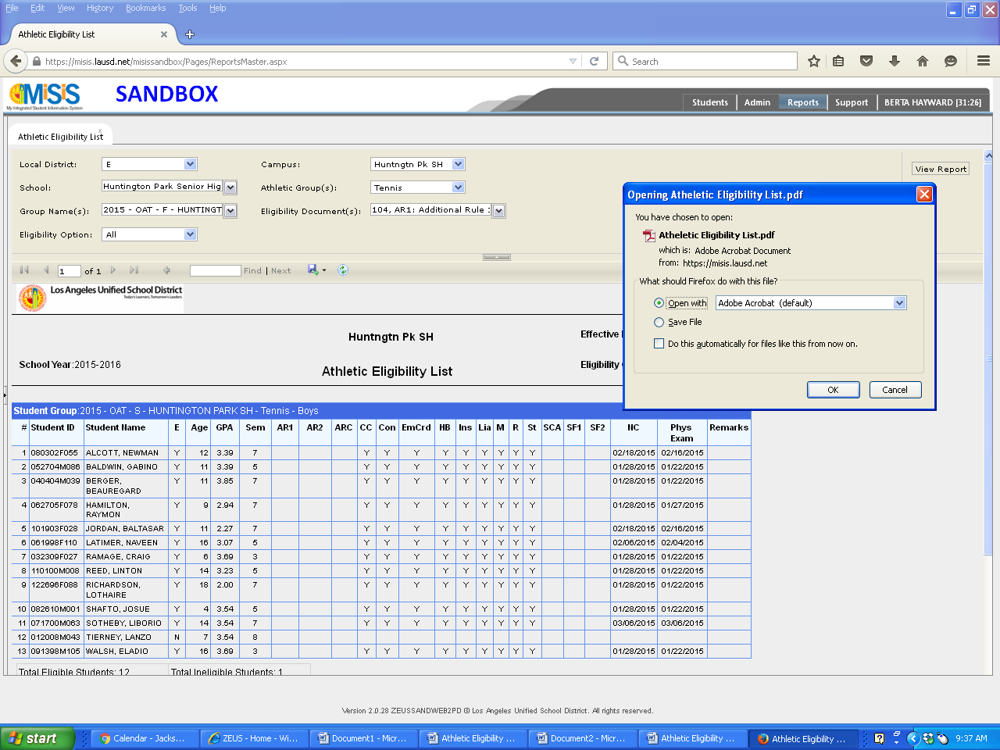 File Edit View History Bookmarks Tools Help
Athletic Eligibility List
https://misis.lausd.net/misissandbox/Pages/ReportsMaster.aspx
Search
MiSiS
My Integrated Student Information System
SANDBOX
Students Admin Reports Support BERTA HAYWARD [31:26]
Athletic Eligibility List x
Local District: E Campus: Huntngtn Pk SH
View Report
School: Huntington Park Senior Hig Athletic Group(s): Tennis
Group Name(s): 2015 - OAT - F - HUNTINGT Eligibility Document(s): 104, AR1: Additional Rule
Eligibility Option: All
1 of 1 Find | Next
Los Angeles Unified School District
Today's Learners, Tomorrow's Leaders
Huntngtn Pk SH
Effective
School Year:2015-2016
Athletic Eligibility List
Eligibility
Opening Atheletic Eligibility List.pdf
You have chosen to open:
Atheletic Eligibility List.pdf
which is: Adobe Acrobat Document
from: https://misis.lausd.net
What should Firefox do with this file?
Open with Adobe Acrobat (default)
Save File
Do this automatically for files like this from now on.
OK Cancel
Student Group:2015 - OAT - S - HUNTINGTON PARK SH - Tennis - Boys
# Student ID Student Name E Age GPA Sem AR1 AR2 ARC CC Con EmCrd HB Ins Lia M R St SCA SF1 SF2 NC Phys Exam Remarks
1 080302F055 ALCOTT, NEWMAN Y 12 3.39 7 Y Y Y Y Y Y Y Y Y 02/18/2015 02/16/2015
2 052704M086 BALDWIN, GABINO Y 11 3.39 5 Y Y Y Y Y Y Y Y Y 01/28/2015 01/22/2015
3 040404M039 BERGER, BEAUREGARD Y 11 3.85 7 Y Y Y Y Y Y Y Y Y 01/28/2015 01/22/2015
4 062705F078 HAMILTON, RAYMON Y 9 2.94 7 Y Y Y Y Y Y Y Y Y 01/28/2015 01/27/2015
5 101903F028 JORDAN, BALTASAR Y 11 2.27 7 Y Y Y Y Y Y Y Y Y 02/18/2015 02/16/2015
6 061998F110 LATIMER, NAVEEN Y 16 3.07 5 Y Y Y Y Y Y Y Y Y 02/06/2015 02/04/2015
7 032309F027 RAMAGE, CRAIG Y 6 3.69 3 Y Y Y Y Y Y Y Y Y 01/28/2015 01/22/2015
8 110100M008 REED, LINTON Y 14 3.23 5 Y Y Y Y Y Y Y Y Y 01/28/2015 01/22/2015
9 122696F088 RICHARDSON, LOTHAIRE Y 18 2.00 7 Y Y Y Y Y Y Y Y Y 01/28/2015 01/22/2015
10 082610M001 SHAFTO, JOSUE Y 4 3.54 5 Y Y Y Y Y Y Y Y Y 01/28/2015 01/22/2015
11 071700M063 SOTHEBY, LIBORIO Y 14 3.54 7 Y Y Y Y Y Y Y Y Y 03/06/2015 03/06/2015
12 012008M043 TIERNEY, LANZO N 7 3.54 8
13 091398M105 WALSH, ELADIO Y 16 3.69 3 Y Y Y Y Y Y Y Y Y 01/28/2015 01/22/2015
Total Eligible Students: 12 Total Ineligible Students: 1
Version 2.0.28 ZEUSSANDWEB2PD © Los Angeles Unified School District. All rights reserved.
start Calendar - Jacks... ZEUS - Home - Wi... Document1 - Micr... Athletic Eligibility ... Document2 - Micr... Athletic Eligibility ... Athletic Eligibility ... 9:37 AM